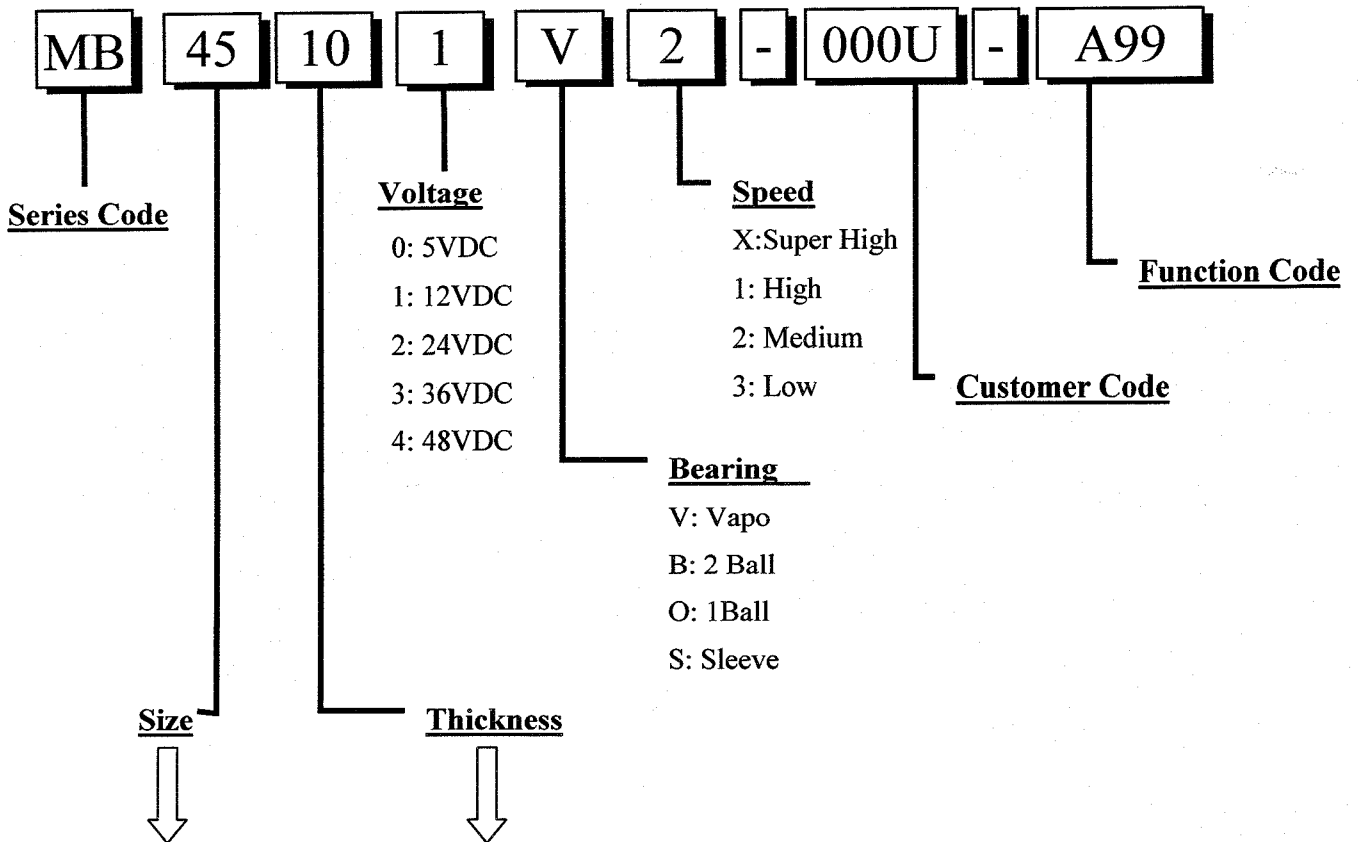 MB 45 10 1 V 2 - 000U - A99
Series Code
Voltage
0: 5VDC
1: 12VDC
2: 24VDC
3: 36VDC
4: 48VDC
Speed
X:Super High
1: High
2: Medium
3: Low
Function Code
Customer Code
Bearing
V: Vapo
B: 2 Ball
O: 1Ball
S: Sleeve
Size
Thickness